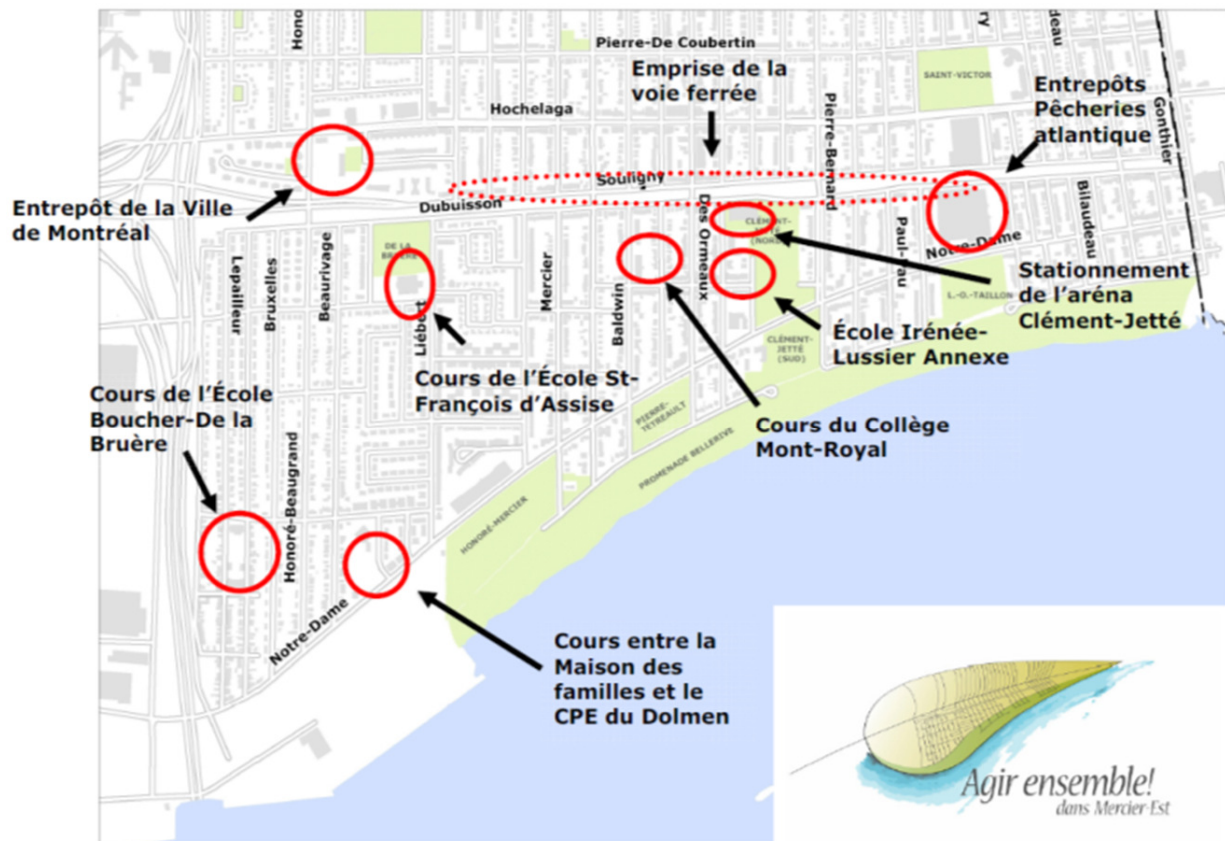 Hono
Pierre-De Coubertin
ry
deau
Emprise de la
voie ferrée
SAINT-VICTOR
Entrepôts
Pêcheries
atlantique
Hochelaga
Pierre-Bernard
Gonthier
Souligny
Dubuisson
Des Ormeaux
CLÉMENT-
(NORD)
Entrepôt de la Ville
de Montréal
Lepailleur
Bruxelles
Beaurivage
DE LA
BRUÈRE
Liébert
Mercier
Baldwin
Paul-Pau
Notre-Dame
Bilaudeau
L.-O.-TAILLON
Stationnement
de l’aréna
Clément-Jetté
École Irénée-
Lussier Annexe
CLÉMENT-
JETTÉ
(SUD)
Cours de l’École St-
François d’Assise
Cours de l’École
Boucher-De la
Bruère
PIERRE-
TÉTREAULT
Cours du Collège
Mont-Royal
PROMENADE BELLERIVE
Honoré-Beaugrand
HONORÉ-MERCIER
Notre-Dame
Cours entre la
Maison des
familles et le
CPE du Dolmen
Agir ensemble!
dans Mercier-Est